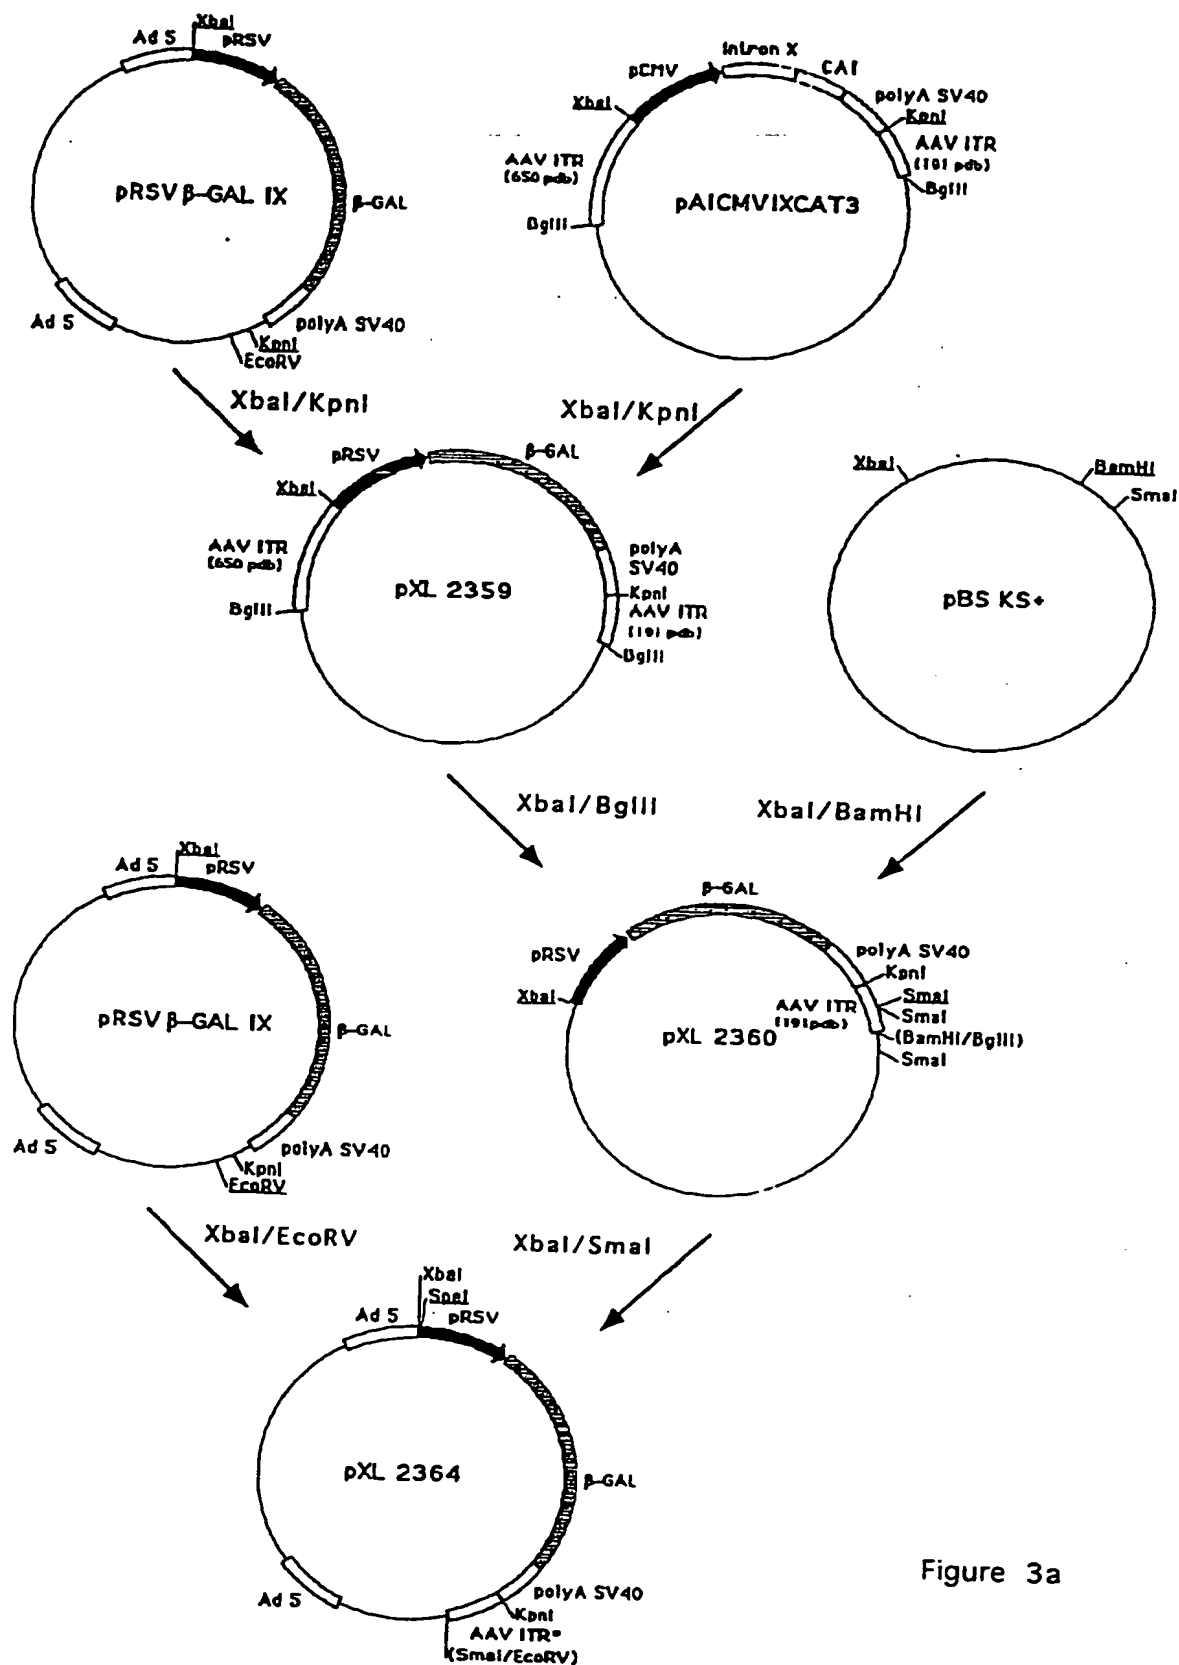 XbaI
Ad 5
pRSV
pRSV β-GAL IX
β-GAL
Ad 5
polyA SV40
KpnI
EcoRV
intron X
pCMV
CAT
XbaI
polyA SV40
KpnI
AAV ITR
(650 pdb)
AAV ITR
(191 pdb)
BglII
pAICMVIXCAT3
BglII
XbaI/KpnI
XbaI/KpnI
pRSV
β-GAL
XbaI
AAV ITR
(650 pdb)
polyA
SV40
pXL 2359
KpnI
BglII
AAV ITR
(191 pdb)
BglII
XbaI
BamHI
SmaI
pBS KS+
XbaI/BglII
XbaI/BamHI
XbaI
Ad 5
pRSV
pRSV β-GAL IX
β-GAL
Ad 5
polyA SV40
KpnI
EcoRV
β-GAL
pRSV
polyA SV40
KpnI
XbaI
AAV ITR
(191pdb)
SmaI
SmaI
pXL 2360
(BamHI/BglII)
SmaI
XbaI/EcoRV
XbaI/SmaI
XbaI
SpeI
Ad 5
pRSV
pXL 2364
β-GAL
Ad 5
polyA SV40
KpnI
AAV ITR*
(SmaI/EcoRV)
Figure 3a